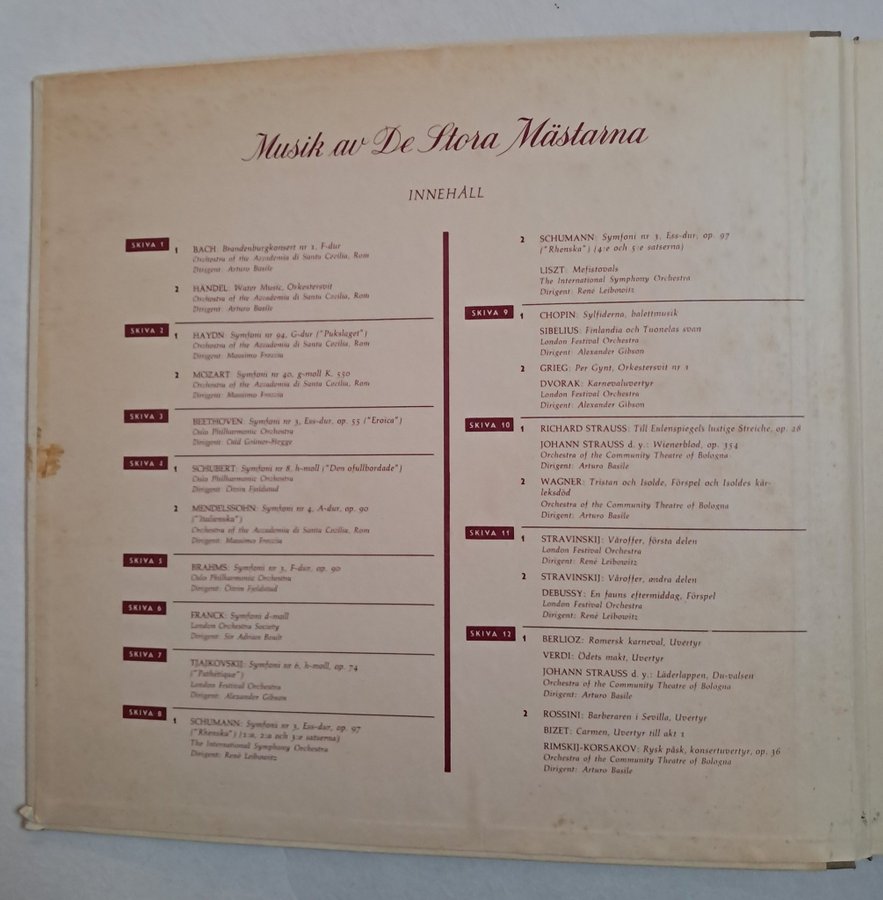 Musik av De Stora Mästarna
INNEHÅLL
SKIVA 1
1 BACH: Brandenburgkonsert nr 1, F-dur
Orchestra of the Accademia di Santa Cecilia, Rom
Dirigent: Arturo Basile
2 HÄNDEL: Water Music, Orkestersvit
Orchestra of the Accademia di Santa Cecilia, Rom
Dirigent: Arturo Basile
SKIVA 2
1 HAYDN: Symfoni nr 94, G-dur ("Pukslaget")
Orchestra of the Accademia di Santa Cecilia, Rom
Dirigent: Massimo Freccia
2 MOZART: Symfoni nr 40, g-moll K. 550
Orchestra of the Accademia di Santa Cecilia, Rom
Dirigent: Massimo Freccia
SKIVA 3
BEETHOVEN: Symfoni nr 3, Ess-dur, op. 55 ("Eroica")
Oslo Philharmonic Orchestra
Dirigent: Odd Grüner-Hegge
SKIVA 4
1 SCHUBERT: Symfoni nr 8, h-moll ("Den ofullbordade")
Oslo Philharmonic Orchestra
Dirigent: Öivin Fjeldstad
2 MENDELSSOHN: Symfoni nr 4, A-dur, op. 90
("Italienska")
Orchestra of the Accademia di Santa Cecilia, Rom
Dirigent: Massimo Freccia
SKIVA 5
BRAHMS: Symfoni nr 3, F-dur, op. 90
Oslo Philharmonic Orchestra
Dirigent: Öivin Fjeldstad
SKIVA 6
FRANCK: Symfoni d-moll
London Orchestra Society
Dirigent: Sir Adrian Boult
SKIVA 7
TJAJKOVSKIJ: Symfoni nr 6, h-moll, op. 74
("Pathétique")
London Festival Orchestra
Dirigent: Alexander Gibson
SKIVA 8
1 SCHUMANN: Symfoni nr 3, Ess-dur, op. 97
("Rhenska") (1:a, 2:a och 3:e satserna)
The International Symphony Orchestra
Dirigent: René Leibowitz
2 SCHUMANN: Symfoni nr 3, Ess-dur, op. 97
("Rhenska") (4:e och 5:e satserna)
LISZT: Mefistovals
The International Symphony Orchestra
Dirigent: René Leibowitz
SKIVA 9
1 CHOPIN: Sylfiderna, balettmusik
SIBELIUS: Finlandia och Tuonelas svan
London Festival Orchestra
Dirigent: Alexander Gibson
2 GRIEG: Per Gynt, Orkestersvit nr 1
DVORAK: Karnevaluvertyr
London Festival Orchestra
Dirigent: Alexander Gibson
SKIVA 10
1 RICHARD STRAUSS: Till Eulenspiegels lustige Streiche, op. 28
JOHANN STRAUSS d. y.: Wienerblod, op. 354
Orchestra of the Community Theatre of Bologna
Dirigent: Arturo Basile
2 WAGNER: Tristan och Isolde, Förspel och Isoldes kär-
leksdöd
Orchestra of the Community Theatre of Bologna
Dirigent: Arturo Basile
SKIVA 11
1 STRAVINSKIJ: Våroffer, första delen
London Festival Orchestra
Dirigent: René Leibowitz
2 STRAVINSKIJ: Våroffer, andra delen
DEBUSSY: En fauns eftermiddag, Förspel
London Festival Orchestra
Dirigent: René Leibowitz
SKIVA 12
1 BERLIOZ: Romersk karneval, Uvertyr
VERDI: Ödets makt, Uvertyr
JOHANN STRAUSS d. y.: Läderlappen, Du-valsen
Orchestra of the Community Theatre of Bologna
Dirigent: Arturo Basile
2 ROSSINI: Barberaren i Sevilla, Uvertyr
BIZET: Carmen, Uvertyr till akt 1
RIMSKIJ-KORSAKOV: Rysk påsk, konsertuvertyr, op. 36
Orchestra of the Community Theatre of Bologna
Dirigent: Arturo Basile